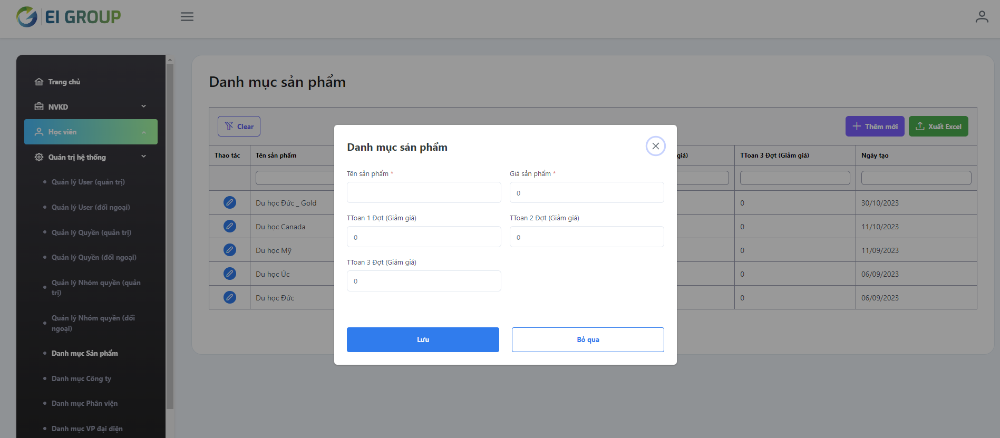 EI GROUP
Trang chủ
NVKD
Học viên
Quản trị hệ thống
Quản lý User (quản trị)
Quản lý User (đối ngoại)
Quản lý Quyền (quản trị)
Quản lý Quyền (đối ngoại)
Quản lý Nhóm quyền (quản
trị)
Quản lý Nhóm quyền (đối
ngoại)
Danh mục Sản phẩm
Danh mục Công ty
Danh mục Phân viện
Danh mục VP đại diện
Danh mục sản phẩm
Clear
Thêm mới
Xuất Excel
Thao tác
Tên sản phẩm
giá)
TToan 3 Đợt (Giảm giá)
Ngày tạo
Du học Đức _ Gold
0
30/10/2023
Du học Canada
0
11/10/2023
Du học Mỹ
0
11/09/2023
Du học Úc
0
06/09/2023
Du học Đức
0
06/09/2023
Danh mục sản phẩm
Tên sản phẩm *
Giá sản phẩm *
0
TToan 1 Đợt (Giảm giá)
TToan 2 Đợt (Giảm giá)
0
0
TToan 3 Đợt (Giảm giá)
0
Lưu
Bỏ qua